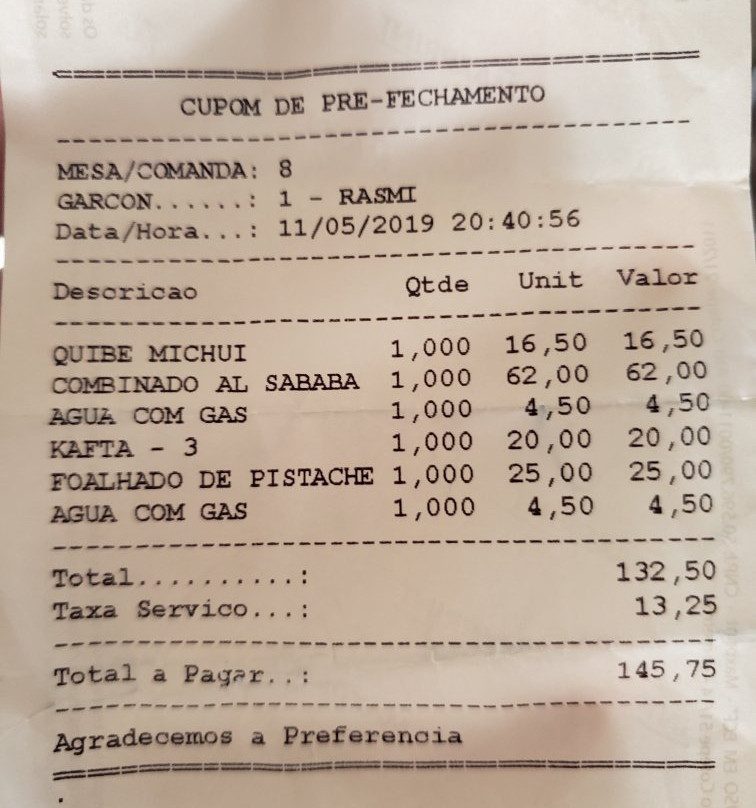 CUPOM DE PRE-FECHAMENTO
MESA/COMANDA: 8
GARCON......: 1 - RASMI
Data/Hora...: 11/05/2019 20:40:56
Descricao Qtde Unit Valor
QUIBE MICHUI 1,000 16,50 16,50
COMBINADO AL SABABA 1,000 62,00 62,00
AGUA COM GAS 1,000 4,50 4,50
KAFTA - 3 1,000 20,00 20,00
FOALHADO DE PISTACHE 1,000 25,00 25,00
AGUA COM GAS 1,000 4,50 4,50
Total..........: 132,50
Taxa Servico...: 13,25
Total a Pagar..: 145,75
Agradecemos a Preferencia
.